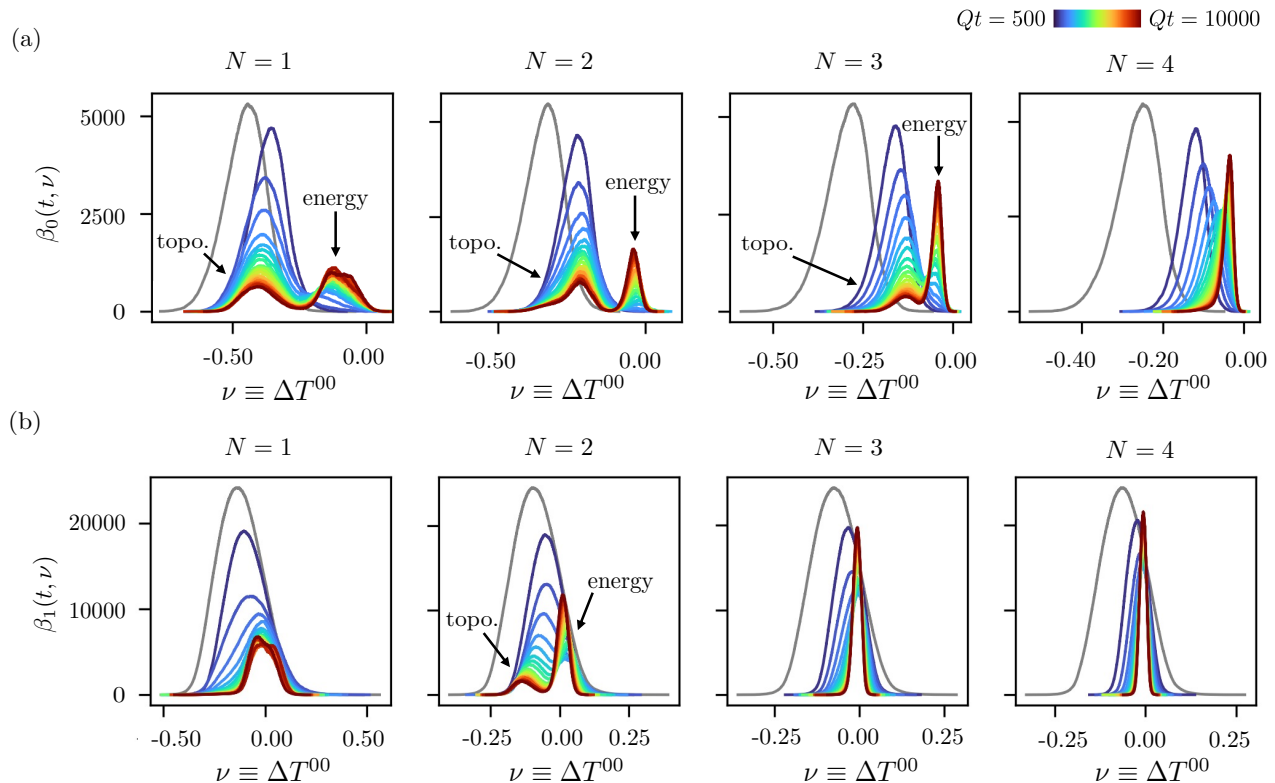 Qt = 500 Qt = 10000
(a)
N = 1 N = 2 N = 3 N = 4
β₀(t, ν)
5000
2500
0
topo. energy
topo. energy
topo. energy
-0.50 0.00 -0.50 0.00 -0.50 -0.25 0.00 -0.40 -0.20 0.00
ν ≡ ΔT⁰⁰ ν ≡ ΔT⁰⁰ ν ≡ ΔT⁰⁰ ν ≡ ΔT⁰⁰
(b)
N = 1 N = 2 N = 3 N = 4
β₁(t, ν)
20000
10000
0
topo. energy
-0.50 0.00 0.50 -0.25 0.00 0.25 -0.25 0.00 0.25 -0.25 0.00 0.25
ν ≡ ΔT⁰⁰ ν ≡ ΔT⁰⁰ ν ≡ ΔT⁰⁰ ν ≡ ΔT⁰⁰